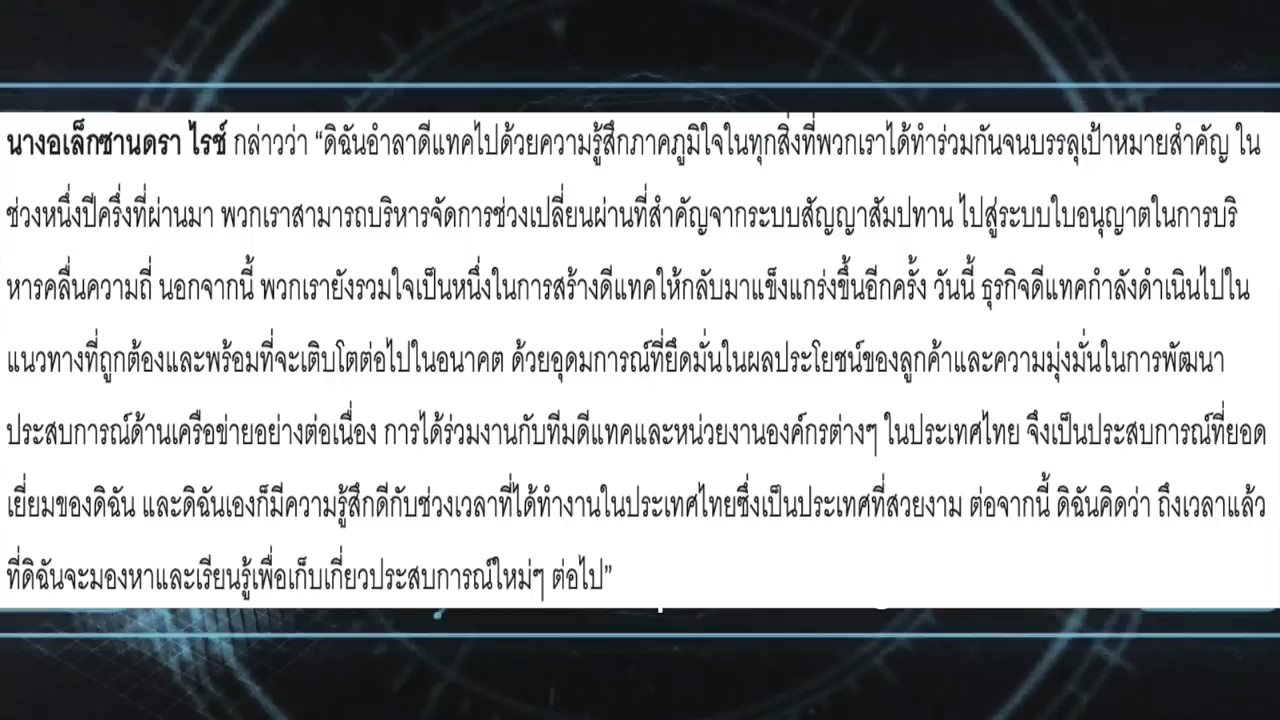 นางอเล็กซานดรา ไรช์ กล่าวว่า “ดิฉันอำลาดีแทคไปด้วยความรู้สึกภาคภูมิใจในทุกสิ่งที่พวกเราได้ทำร่วมกันจนบรรลุเป้าหมายสำคัญ ใน
ช่วงหนึ่งปีครึ่งที่ผ่านมา พวกเราสามารถบริหารจัดการช่วงเปลี่ยนผ่านที่สำคัญจากระบบสัญญาสัมปทาน ไปสู่ระบบใบอนุญาตในการบริ
หารคลื่นความถี่ นอกจากนี้ พวกเรายังรวมใจเป็นหนึ่งในการสร้างดีแทคให้กลับมาแข็งแกร่งขึ้นอีกครั้ง วันนี้ ธุรกิจดีแทคกำลังดำเนินไปใน
แนวทางที่ถูกต้องและพร้อมที่จะเติบโตต่อไปในอนาคต ด้วยอุดมการณ์ที่ยึดมั่นในผลประโยชน์ของลูกค้าและความมุ่งมั่นในการพัฒนา
ประสบการณ์ด้านเครือข่ายอย่างต่อเนื่อง การได้ร่วมงานกับทีมดีแทคและหน่วยงานองค์กรต่างๆ ในประเทศไทย จึงเป็นประสบการณ์ที่ยอด
เยี่ยมของดิฉัน และดิฉันเองก็มีความรู้สึกดีกับช่วงเวลาที่ได้ทำงานในประเทศไทยซึ่งเป็นประเทศที่สวยงาม ต่อจากนี้ ดิฉันคิดว่า ถึงเวลาแล้ว
ที่ดิฉันจะมองหาและเรียนรู้เพื่อเก็บเกี่ยวประสบการณ์ใหม่ๆ ต่อไป”